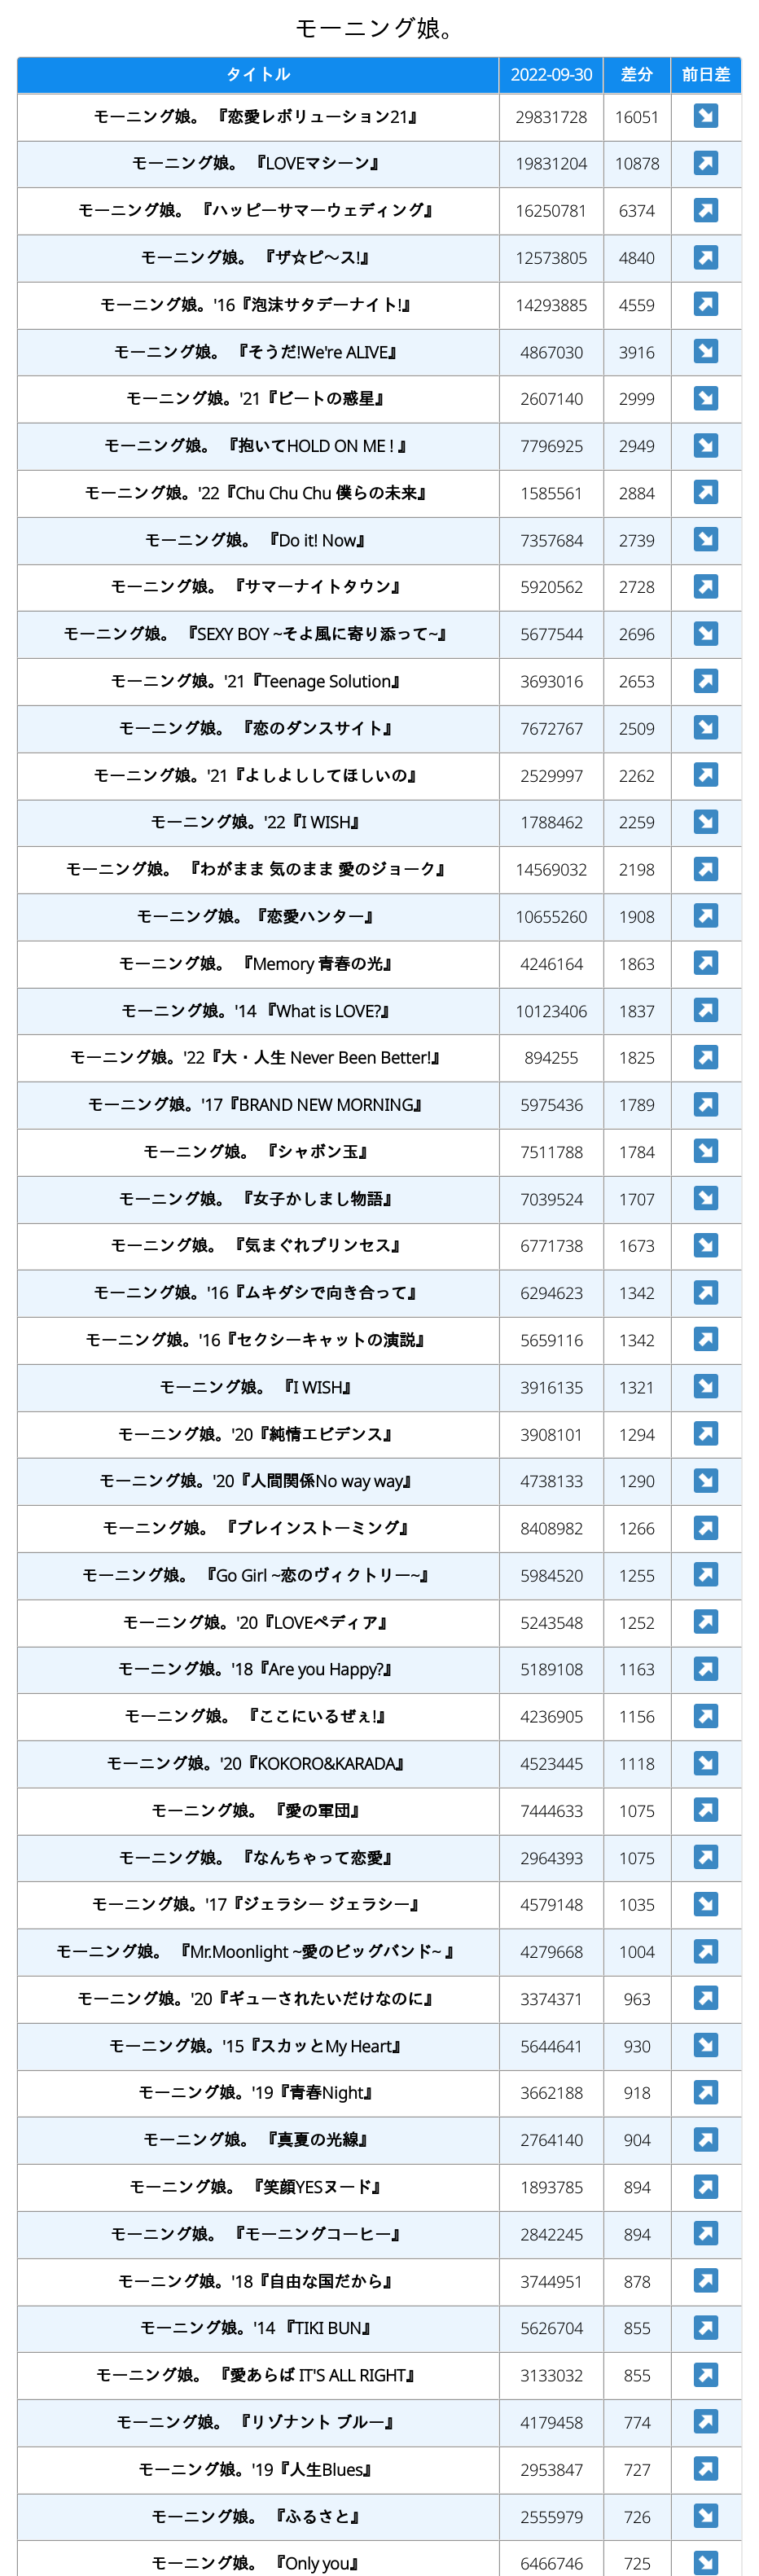 モーニング娘。
タイトル 2022-09-30 差分 前日差
モーニング娘。 『恋愛レボリューション21』 29831728 16051
モーニング娘。 『LOVEマシーン』 19831204 10878
モーニング娘。 『ハッピーサマーウェディング』 16250781 6374
モーニング娘。 『ザ☆ピ〜ス!』 12573805 4840
モーニング娘。'16『泡沫サタデーナイト!』 14293885 4559
モーニング娘。 『そうだ!We're ALIVE』 4867030 3916
モーニング娘。'21『ビートの惑星』 2607140 2999
モーニング娘。 『抱いてHOLD ON ME ! 』 7796925 2949
モーニング娘。'22『Chu Chu Chu 僕らの未来』 1585561 2884
モーニング娘。 『Do it! Now』 7357684 2739
モーニング娘。 『サマーナイトタウン』 5920562 2728
モーニング娘。 『SEXY BOY ~そよ風に寄り添って~』 5677544 2696
モーニング娘。'21『Teenage Solution』 3693016 2653
モーニング娘。 『恋のダンスサイト』 7672767 2509
モーニング娘。'21『よしよししてほしいの』 2529997 2262
モーニング娘。'22『I WISH』 1788462 2259
モーニング娘。 『わがまま 気のまま 愛のジョーク』 14569032 2198
モーニング娘。『恋愛ハンター』 10655260 1908
モーニング娘。 『Memory 青春の光』 4246164 1863
モーニング娘。'14 『What is LOVE?』 10123406 1837
モーニング娘。'22『大・人生 Never Been Better!』 894255 1825
モーニング娘。'17『BRAND NEW MORNING』 5975436 1789
モーニング娘。 『シャボン玉』 7511788 1784
モーニング娘。 『女子かしまし物語』 7039524 1707
モーニング娘。 『気まぐれプリンセス』 6771738 1673
モーニング娘。'16『ムキダシで向き合って』 6294623 1342
モーニング娘。'16『セクシーキャットの演説』 5659116 1342
モーニング娘。 『I WISH』 3916135 1321
モーニング娘。'20『純情エビデンス』 3908101 1294
モーニング娘。'20『人間関係No way way』 4738133 1290
モーニング娘。 『ブレインストーミング』 8408982 1266
モーニング娘。 『Go Girl ~恋のヴィクトリー~』 5984520 1255
モーニング娘。'20『LOVEペディア』 5243548 1252
モーニング娘。'18『Are you Happy?』 5189108 1163
モーニング娘。 『ここにいるぜぇ!』 4236905 1156
モーニング娘。'20『KOKORO&KARADA』 4523445 1118
モーニング娘。 『愛の軍団』 7444633 1075
モーニング娘。 『なんちゃって恋愛』 2964393 1075
モーニング娘。'17『ジェラシー ジェラシー』 4579148 1035
モーニング娘。 『Mr.Moonlight ~愛のビッグバンド~ 』 4279668 1004
モーニング娘。'20『ギューされたいだけなのに』 3374371 963
モーニング娘。'15『スカッとMy Heart』 5644641 930
モーニング娘。'19『青春Night』 3662188 918
モーニング娘。 『真夏の光線』 2764140 904
モーニング娘。 『笑顔YESヌード』 1893785 894
モーニング娘。 『モーニングコーヒー』 2842245 894
モーニング娘。'18『自由な国だから』 3744951 878
モーニング娘。'14 『TIKI BUN』 5626704 855
モーニング娘。 『愛あらば IT'S ALL RIGHT』 3133032 855
モーニング娘。 『リゾナント ブルー』 4179458 774
モーニング娘。'19『人生Blues』 2953847 727
モーニング娘。 『ふるさと』 2555979 726
モーニング娘。 『Only you』 6466746 725